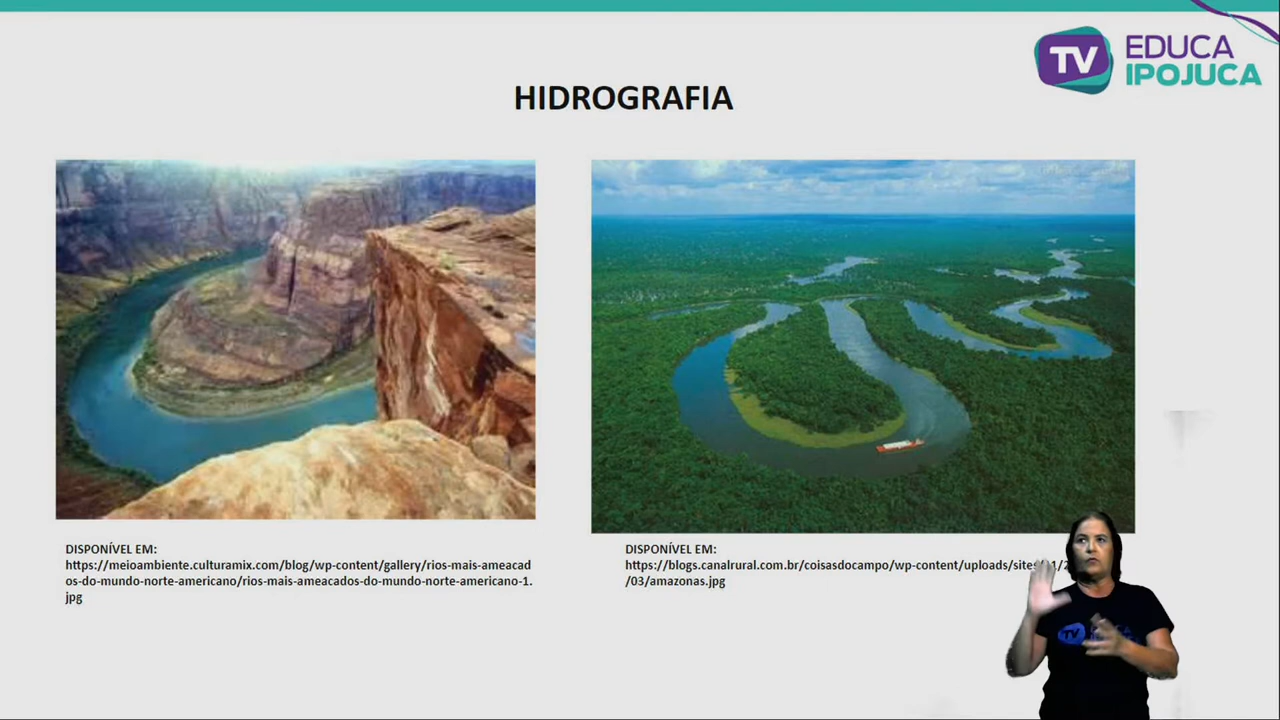 TV EDUCA
IPOJUCA
HIDROGRAFIA
DISPONÍVEL EM:
https://meioambiente.culturamix.com/blog/wp-content/gallery/rios-mais-ameacad
os-do-mundo-norte-americano/rios-mais-ameacados-do-mundo-norte-americano-1.
jpg
DISPONÍVEL EM:
https://blogs.canalrural.com.br/coisasdocampo/wp-content/uploads/sites
/03/amazonas.jpg
TV